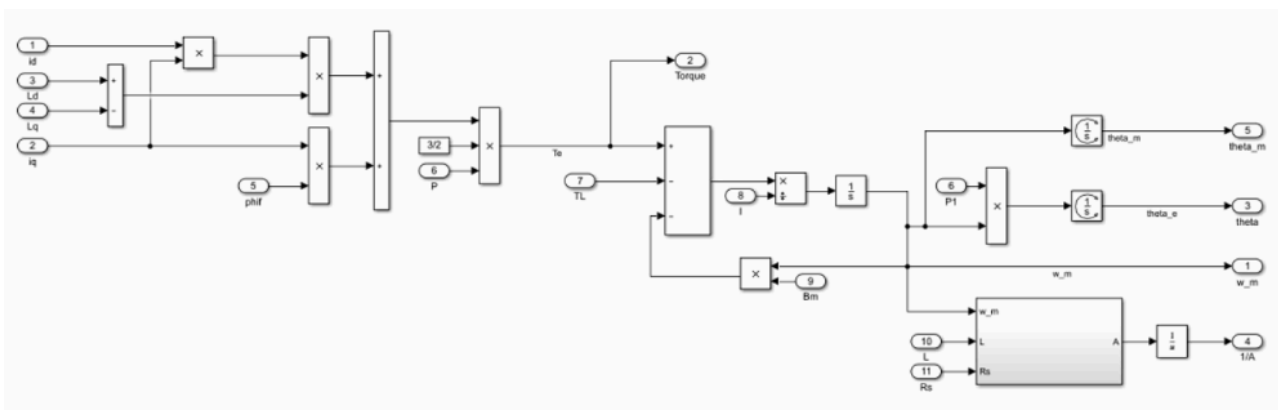 1
id
3
Ld
4
Lq
2
iq
×
+
−
×
×
5
phif
+
+
3/2
6
P
×
Te
2
Torque
7
TL
+
−
−
8
I
×
÷
1
s
×
9
Bm
6
P1
×
1
s
theta_m
5
theta_m
1
s
theta_e
3
theta
w_m
1
w_m
w_m
L
Rs
A
10
L
11
Rs
4
1/A